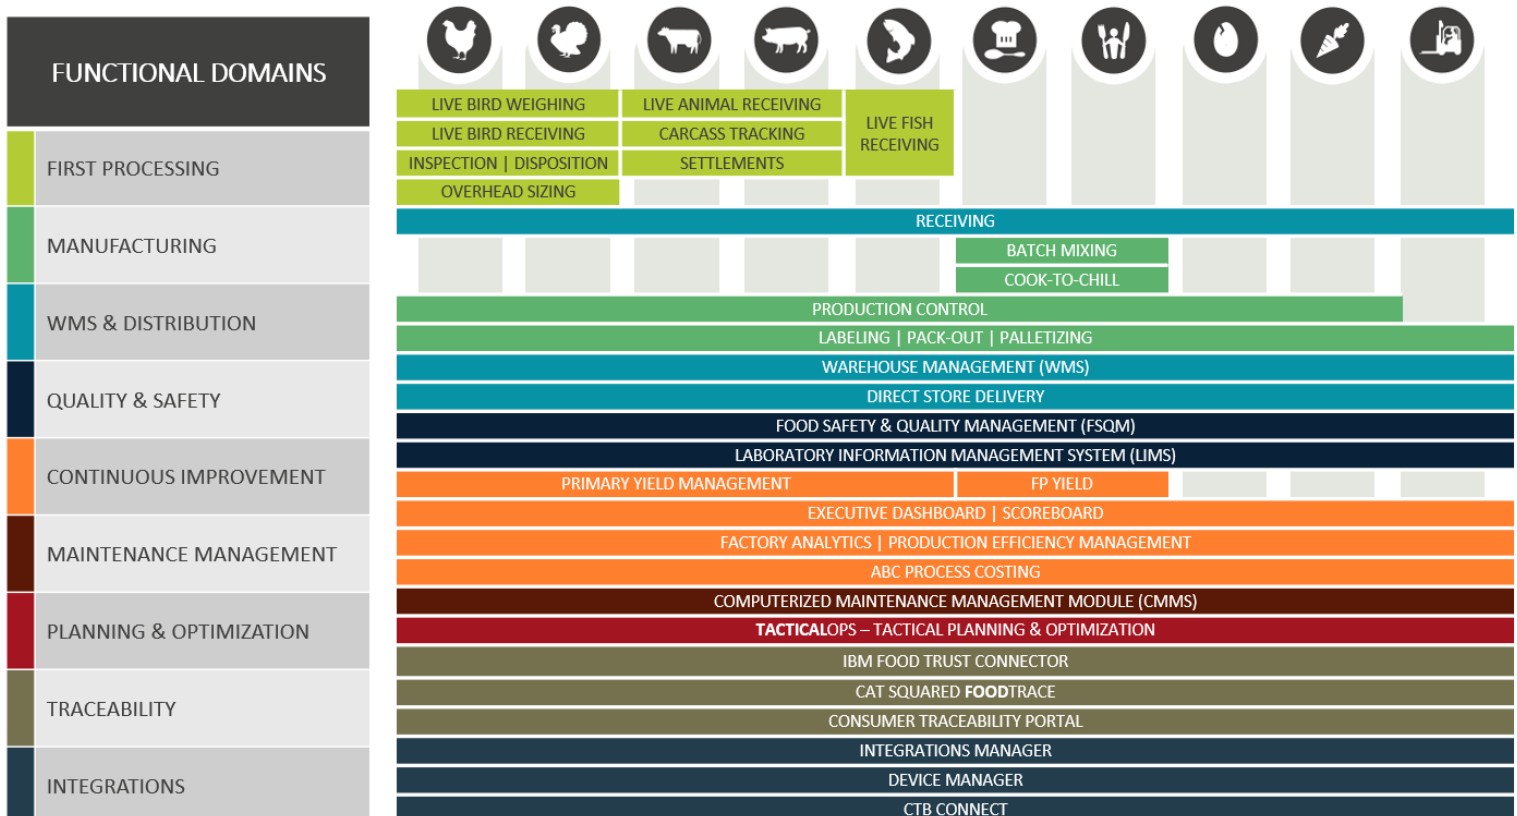 FUNCTIONAL DOMAINS
FIRST PROCESSING
MANUFACTURING
WMS & DISTRIBUTION
QUALITY & SAFETY
CONTINUOUS IMPROVEMENT
MAINTENANCE MANAGEMENT
PLANNING & OPTIMIZATION
TRACEABILITY
INTEGRATIONS
LIVE BIRD WEIGHING
LIVE BIRD RECEIVING
INSPECTION | DISPOSITION
OVERHEAD SIZING
LIVE ANIMAL RECEIVING
CARCASS TRACKING
SETTLEMENTS
LIVE FISH
RECEIVING
RECEIVING
BATCH MIXING
COOK-TO-CHILL
PRODUCTION CONTROL
LABELING | PACK-OUT | PALLETIZING
WAREHOUSE MANAGEMENT (WMS)
DIRECT STORE DELIVERY
FOOD SAFETY & QUALITY MANAGEMENT (FSQM)
LABORATORY INFORMATION MANAGEMENT SYSTEM (LIMS)
PRIMARY YIELD MANAGEMENT
FP YIELD
EXECUTIVE DASHBOARD | SCOREBOARD
FACTORY ANALYTICS | PRODUCTION EFFICIENCY MANAGEMENT
ABC PROCESS COSTING
COMPUTERIZED MAINTENANCE MANAGEMENT MODULE (CMMS)
TACTICALOPS – TACTICAL PLANNING & OPTIMIZATION
IBM FOOD TRUST CONNECTOR
CAT SQUARED FOODTRACE
CONSUMER TRACEABILITY PORTAL
INTEGRATIONS MANAGER
DEVICE MANAGER
CTB CONNECT